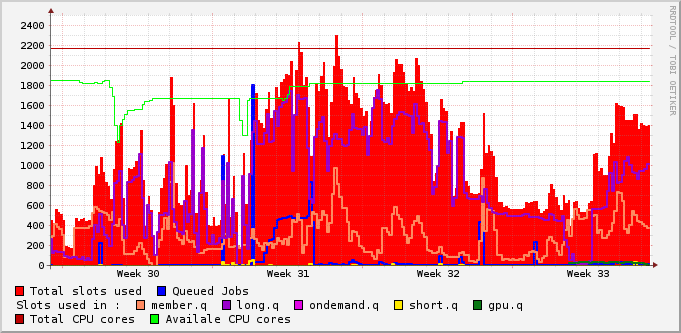 RRDTOOL / TOBI OETIKER
2400
2200
2000
1800
1600
1400
1200
1000
800
600
400
200
0
Week 30 Week 31 Week 32 Week 33
Total slots used Queued Jobs
Slots used in : member.q long.q ondemand.q short.q gpu.q
Total CPU cores Availale CPU cores